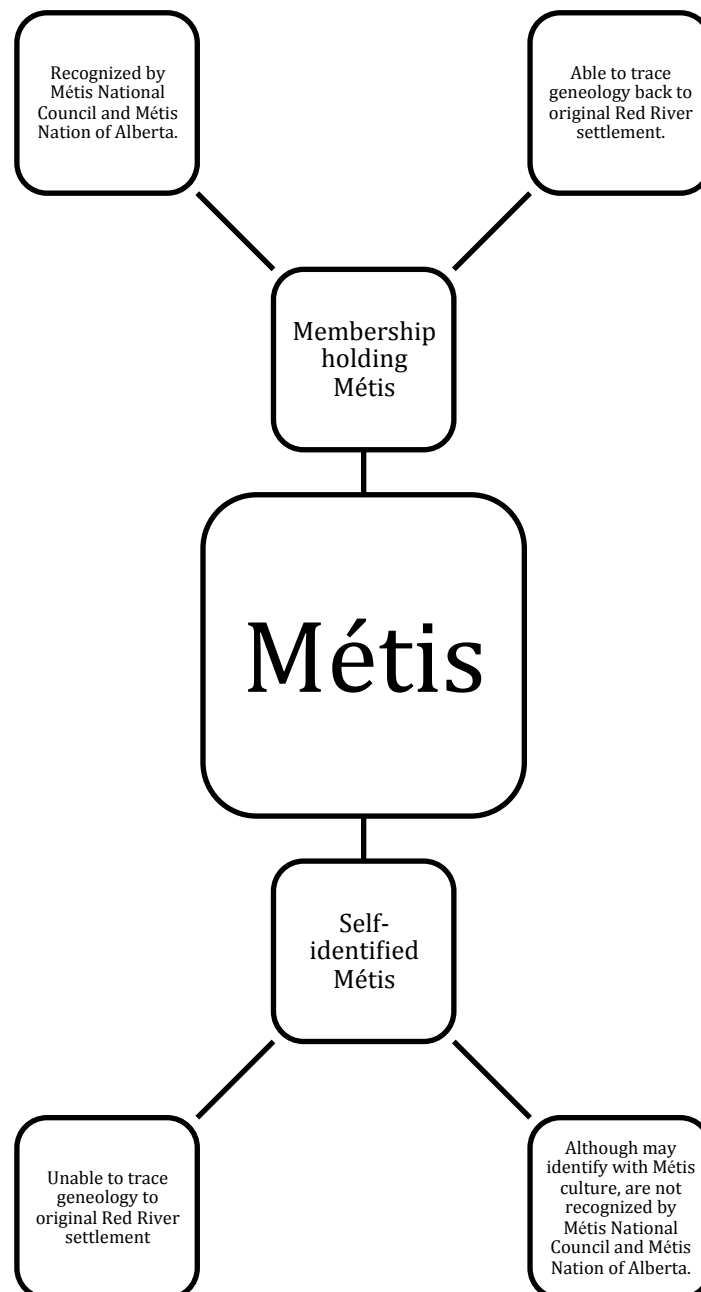 Recognized by
Métis National
Council and Métis
Nation of Alberta.
Able to trace
geneology back to
original Red River
settlement.
Membership
holding
Métis
Métis
Self-
identified
Métis
Unable to trace
geneology to
original Red River
settlement
Although may
identify with Métis
culture, are not
recognized by
Métis National
Council and Métis
Nation of Alberta.